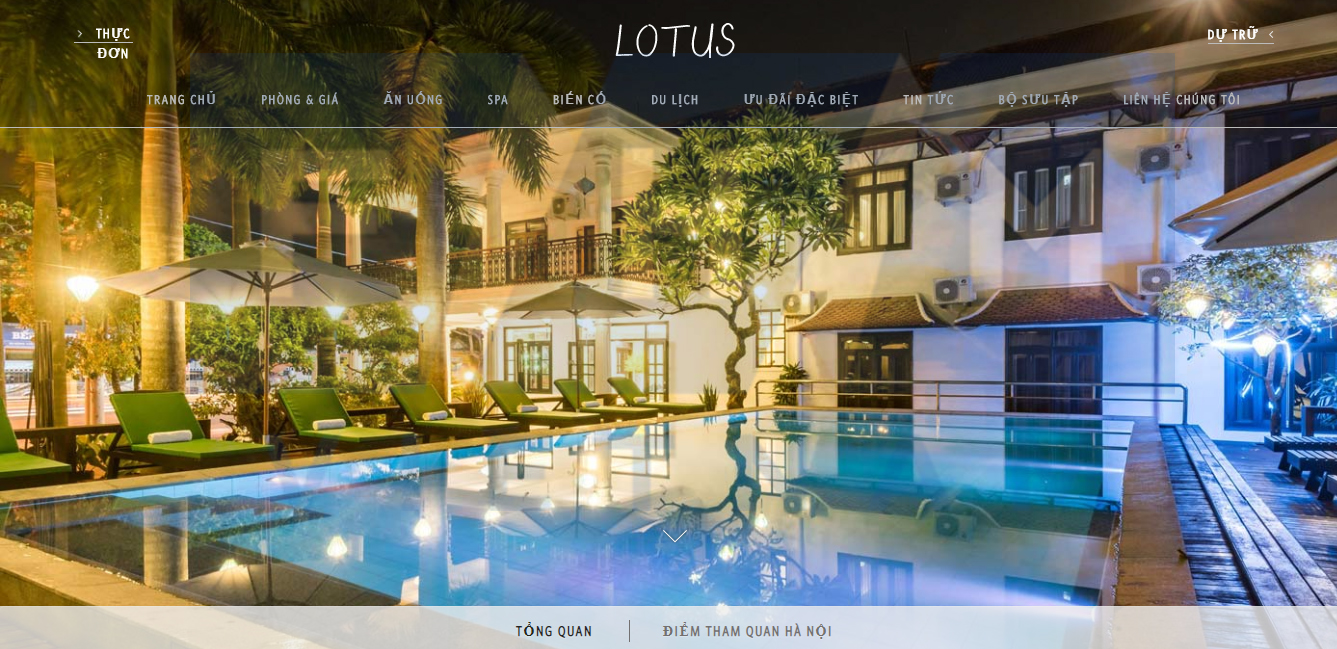 THỰC
ĐƠN
LOTUS
DỰ TRỮ
TRANG CHỦ PHÒNG & GIÁ ĂN UỐNG SPA BIẾN CỐ DU LỊCH ƯU ĐÃI ĐẶC BIỆT TIN TỨC BỘ SƯU TẬP LIÊN HỆ CHÚNG TÔI
TỔNG QUAN ĐIỂM THAM QUAN HÀ NỘI